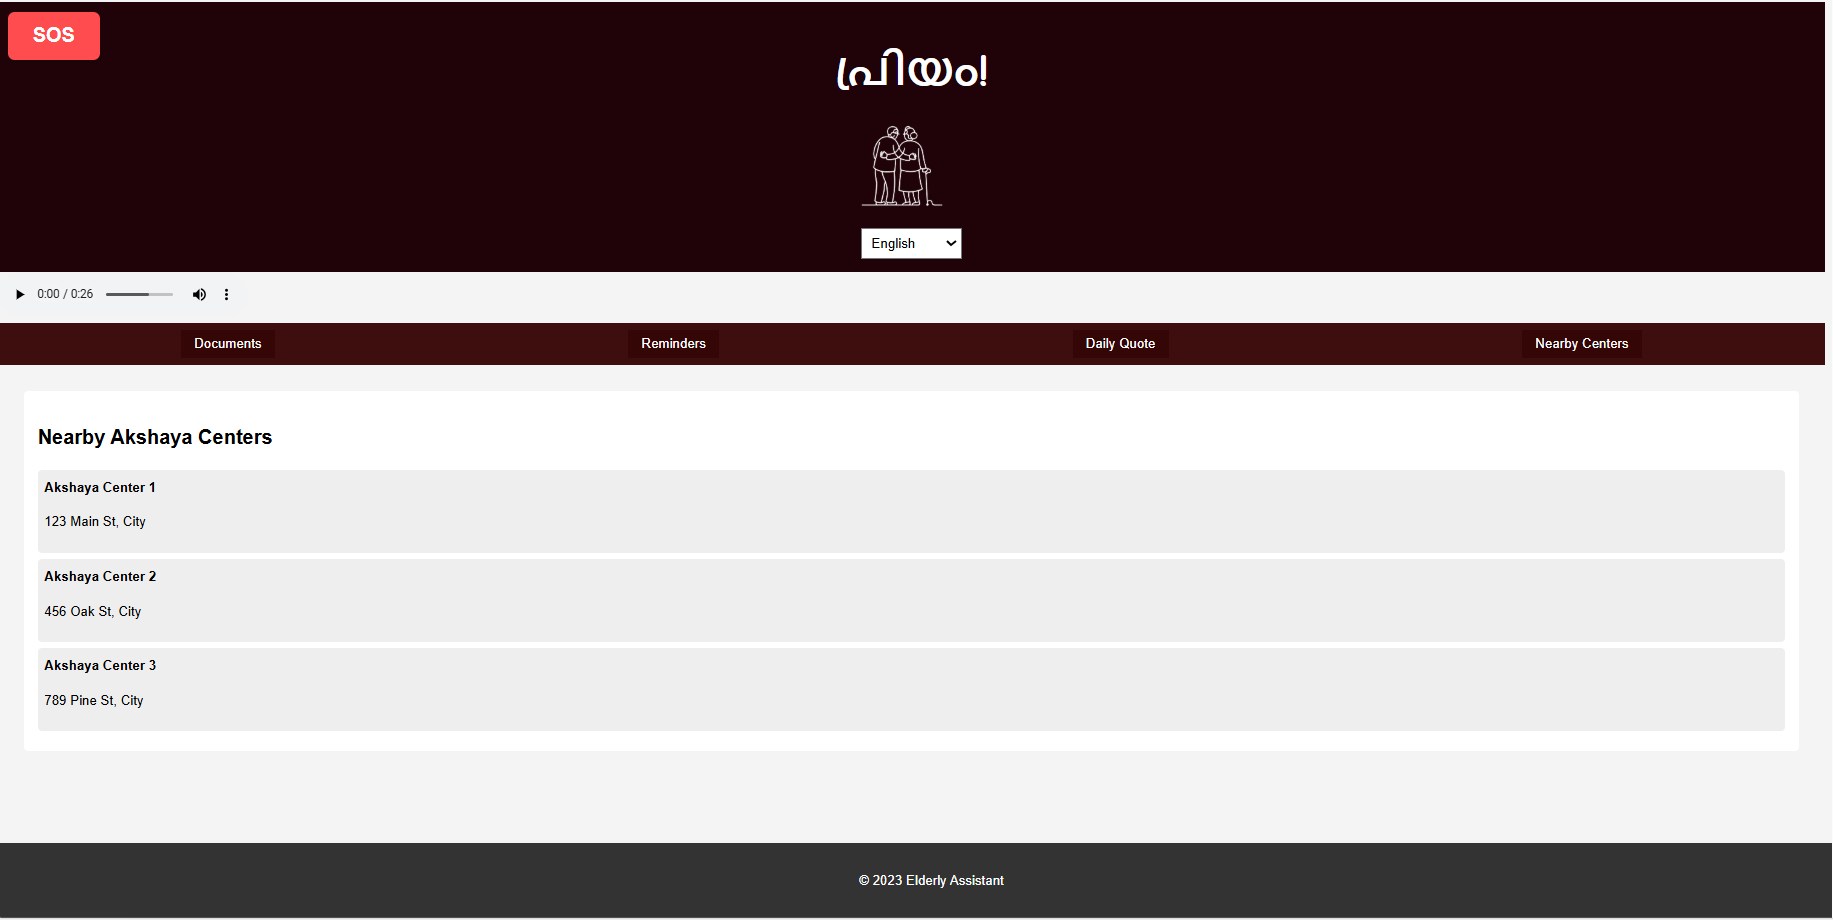 SOS
പ്രിയം!
English
0:00 / 0:26
Documents
Reminders
Daily Quote
Nearby Centers
Nearby Akshaya Centers
Akshaya Center 1
123 Main St, City
Akshaya Center 2
456 Oak St, City
Akshaya Center 3
789 Pine St, City
© 2023 Elderly Assistant